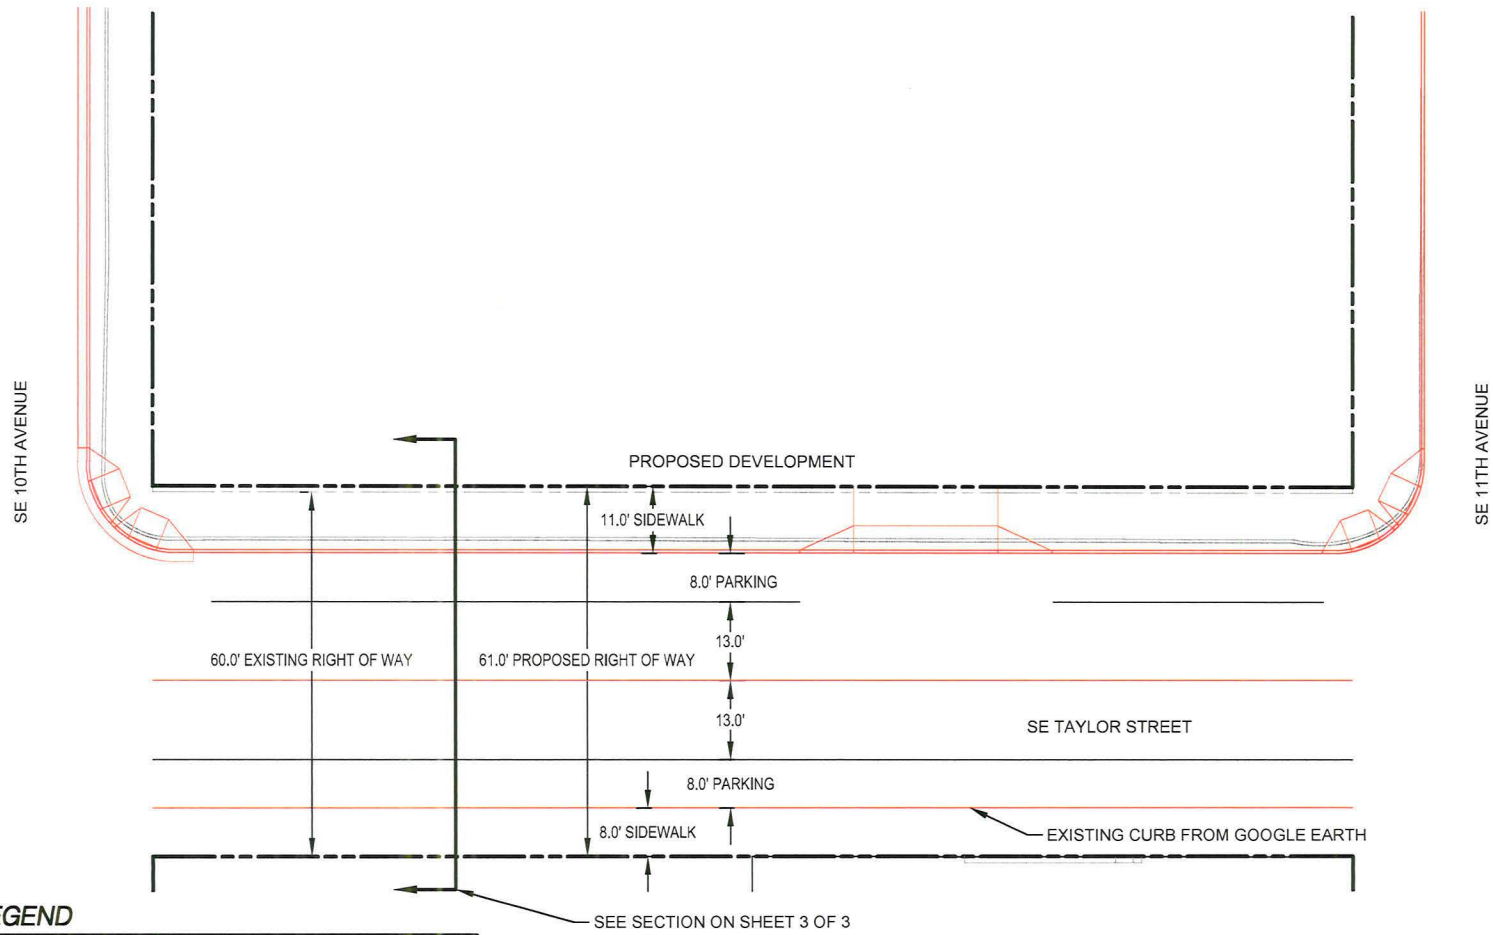 SE 10TH AVENUE
SE 11TH AVENUE
PROPOSED DEVELOPMENT
11.0' SIDEWALK
8.0' PARKING
13.0'
60.0' EXISTING RIGHT OF WAY
61.0' PROPOSED RIGHT OF WAY
13.0'
SE TAYLOR STREET
8.0' PARKING
8.0' SIDEWALK
EXISTING CURB FROM GOOGLE EARTH
EGEND
SEE SECTION ON SHEET 3 OF 3